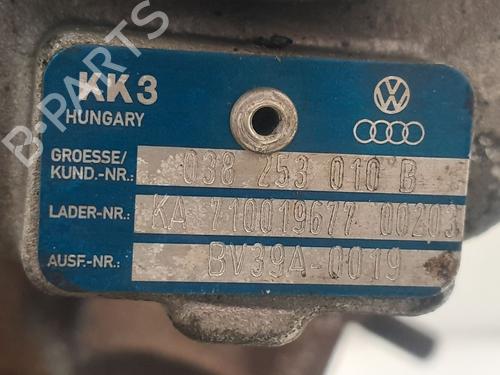 KK3
HUNGARY
GROESSE/
KUND.-NR.:
038 253 010 B
LADER-NR.:
KA 710019677 00203
AUSF.-NR.:
BV39A-0019
B-PARTS